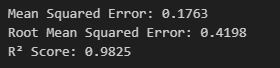 Mean Squared Error: 0.1763
Root Mean Squared Error: 0.4198
R² Score: 0.9825